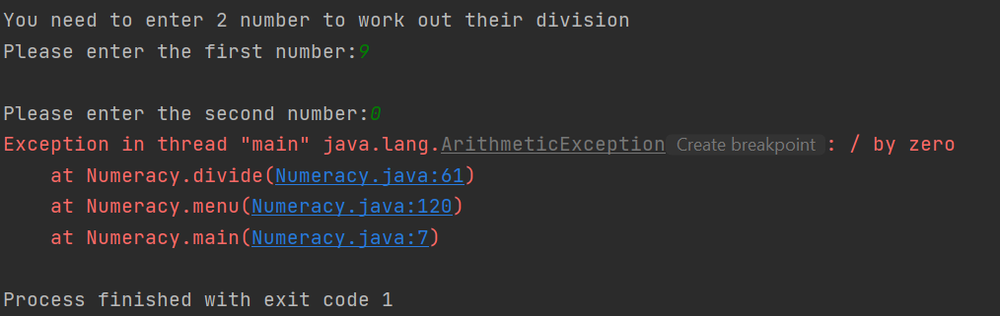 You need to enter 2 number to work out their division
Please enter the first number:9
Please enter the second number:0
Exception in thread "main" java.lang.ArithmeticException Create breakpoint : / by zero
    at Numeracy.divide(Numeracy.java:61)
    at Numeracy.menu(Numeracy.java:120)
    at Numeracy.main(Numeracy.java:7)
Process finished with exit code 1